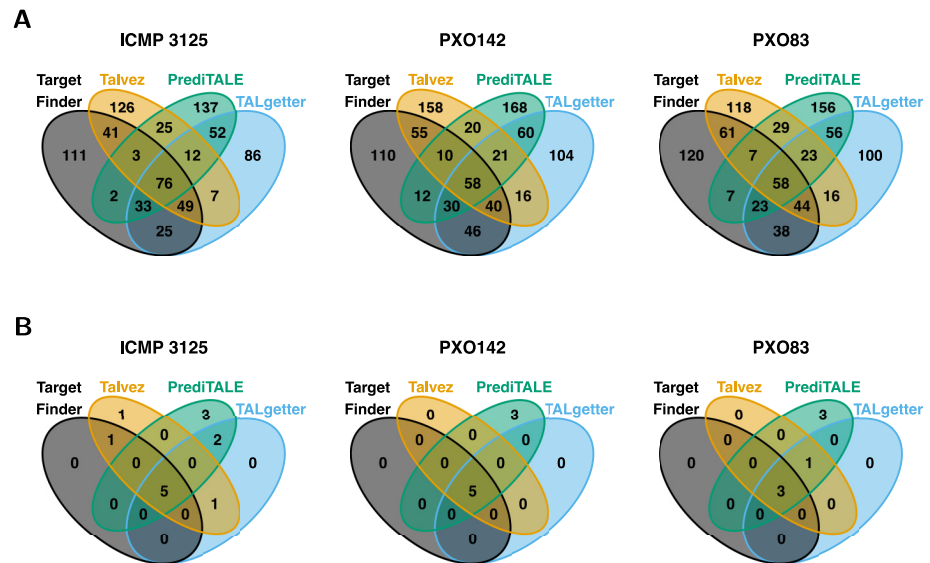 A
ICMP 3125 PXO142 PXO83
Target Talvez PrediTALE Target Talvez PrediTALE Target Talvez PrediTALE
Finder 126 137 TALgetter Finder 158 168 TALgetter Finder 118 156 TALgetter
41 25 52 55 20 60 61 29 56
111 3 12 86 110 10 21 104 120 7 23 100
76 58 58
2 33 49 7 12 30 40 16 7 23 44 16
25 46 38
B
ICMP 3125 PXO142 PXO83
Target Talvez PrediTALE Target Talvez PrediTALE Target Talvez PrediTALE
Finder 1 3 TALgetter Finder 0 3 TALgetter Finder 0 3 TALgetter
1 0 2 0 0 0 0 0 0
0 0 0 0 0 0 0 0 0 0 1 0
5 5 3
0 0 0 1 0 0 0 0 0 0 0 0
0 0 0